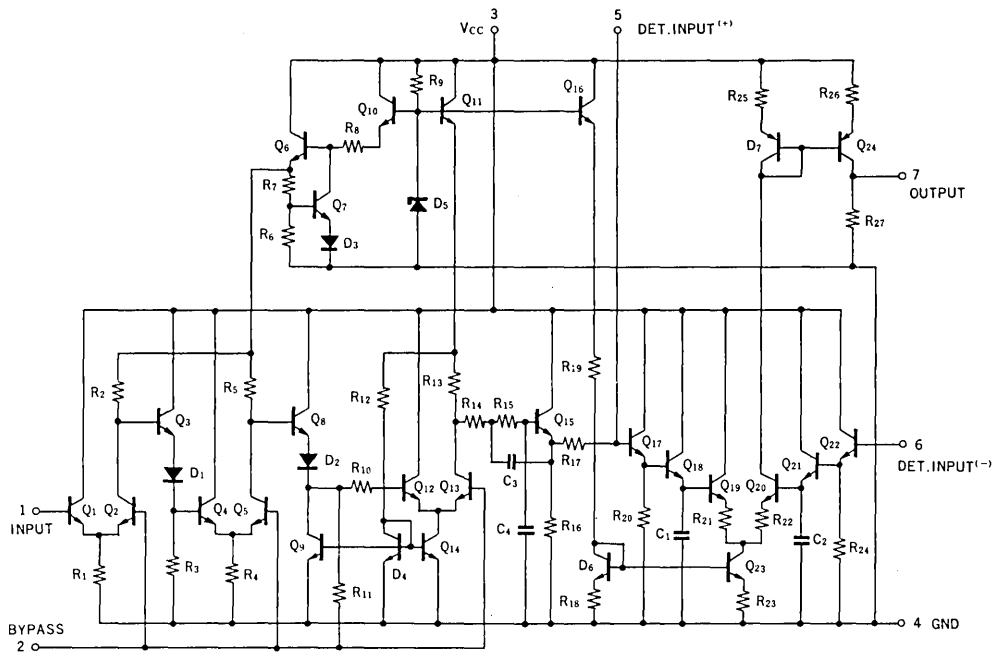 3
Vcc
5
DET.INPUT(+)
R9
Q10
Q11
Q16
R25
R26
R8
Q6
D7
Q24
7
OUTPUT
R7
Q7
D5
R6
D3
R27
R2
R5
R12
R13
R19
Q3
Q8
R14
R15
Q15
Q17
Q22
6
DET.INPUT(-)
D1
D2
R10
R17
Q18
Q21
C3
Q12
Q13
Q19
Q20
1
INPUT
Q1
Q2
Q4
Q5
R20
R21
R22
C4
R16
C1
C2
R24
Q9
D4
Q14
D6
Q23
R1
R3
R4
R11
R18
R23
BYPASS
2
4 GND